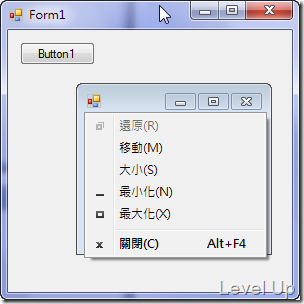 Form1
Button1
還原(R)
移動(M)
大小(S)
最小化(N)
最大化(X)
關閉(C) Alt+F4
Level Up